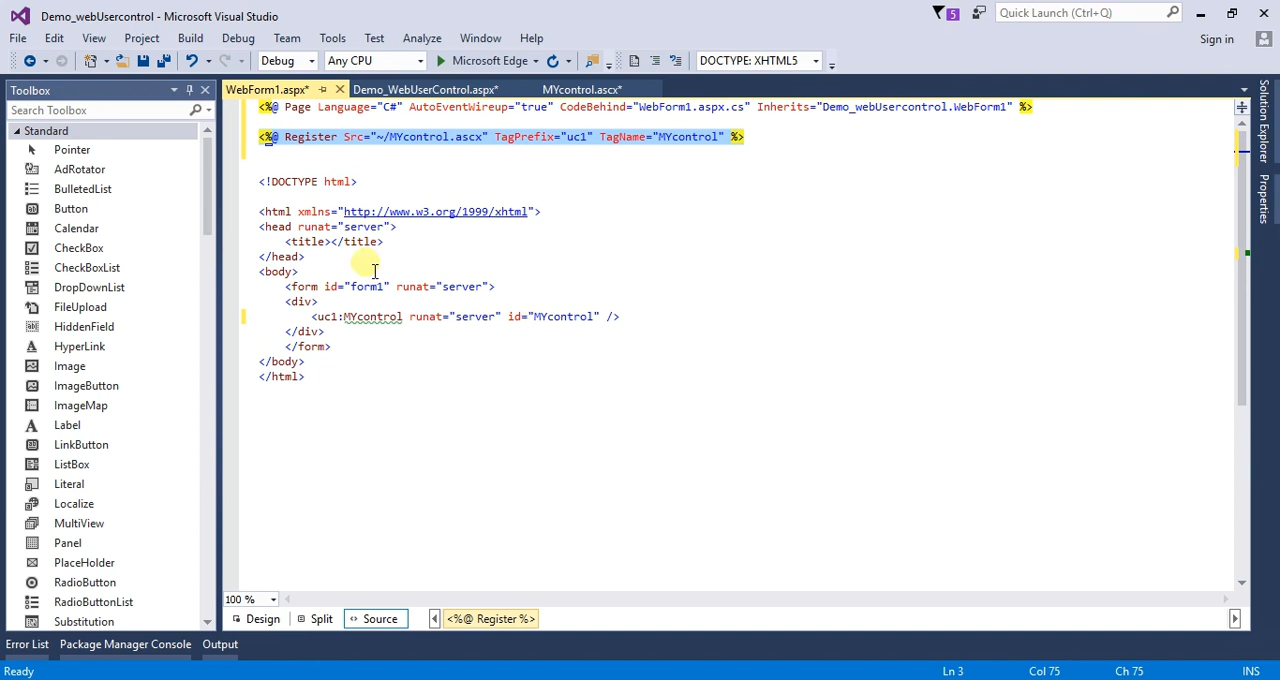 Demo_webUsercontrol - Microsoft Visual Studio
5
Quick Launch (Ctrl+Q)
File Edit View Project Build Debug Team Tools Test Analyze Window Help
Sign in
Debug Any CPU Microsoft Edge DOCTYPE: XHTML5
Toolbox
WebForm1.aspx* Demo_WebUserControl.aspx* MYcontrol.ascx*
Search Toolbox
Standard
Pointer
AdRotator
BulletedList
Button
Calendar
CheckBox
CheckBoxList
DropDownList
FileUpload
HiddenField
HyperLink
Image
ImageButton
ImageMap
Label
LinkButton
ListBox
Literal
Localize
MultiView
Panel
PlaceHolder
RadioButton
RadioButtonList
Substitution
<%@ Page Language="C#" AutoEventWireup="true" CodeBehind="WebForm1.aspx.cs" Inherits="Demo_webUsercontrol.WebForm1" %>
<%@ Register Src="~/MYcontrol.ascx" TagPrefix="uc1" TagName="MYcontrol" %>
<!DOCTYPE html>
<html xmlns="http://www.w3.org/1999/xhtml">
<head runat="server">
<title></title>
</head>
<body>
<form id="form1" runat="server">
<div>
<uc1:MYcontrol runat="server" id="MYcontrol" />
</div>
</form>
</body>
</html>
Solution Explorer
Properties
100 %
Design Split Source <%@ Register %>
Error List Package Manager Console Output
Ready Ln 3 Col 75 Ch 75 INS